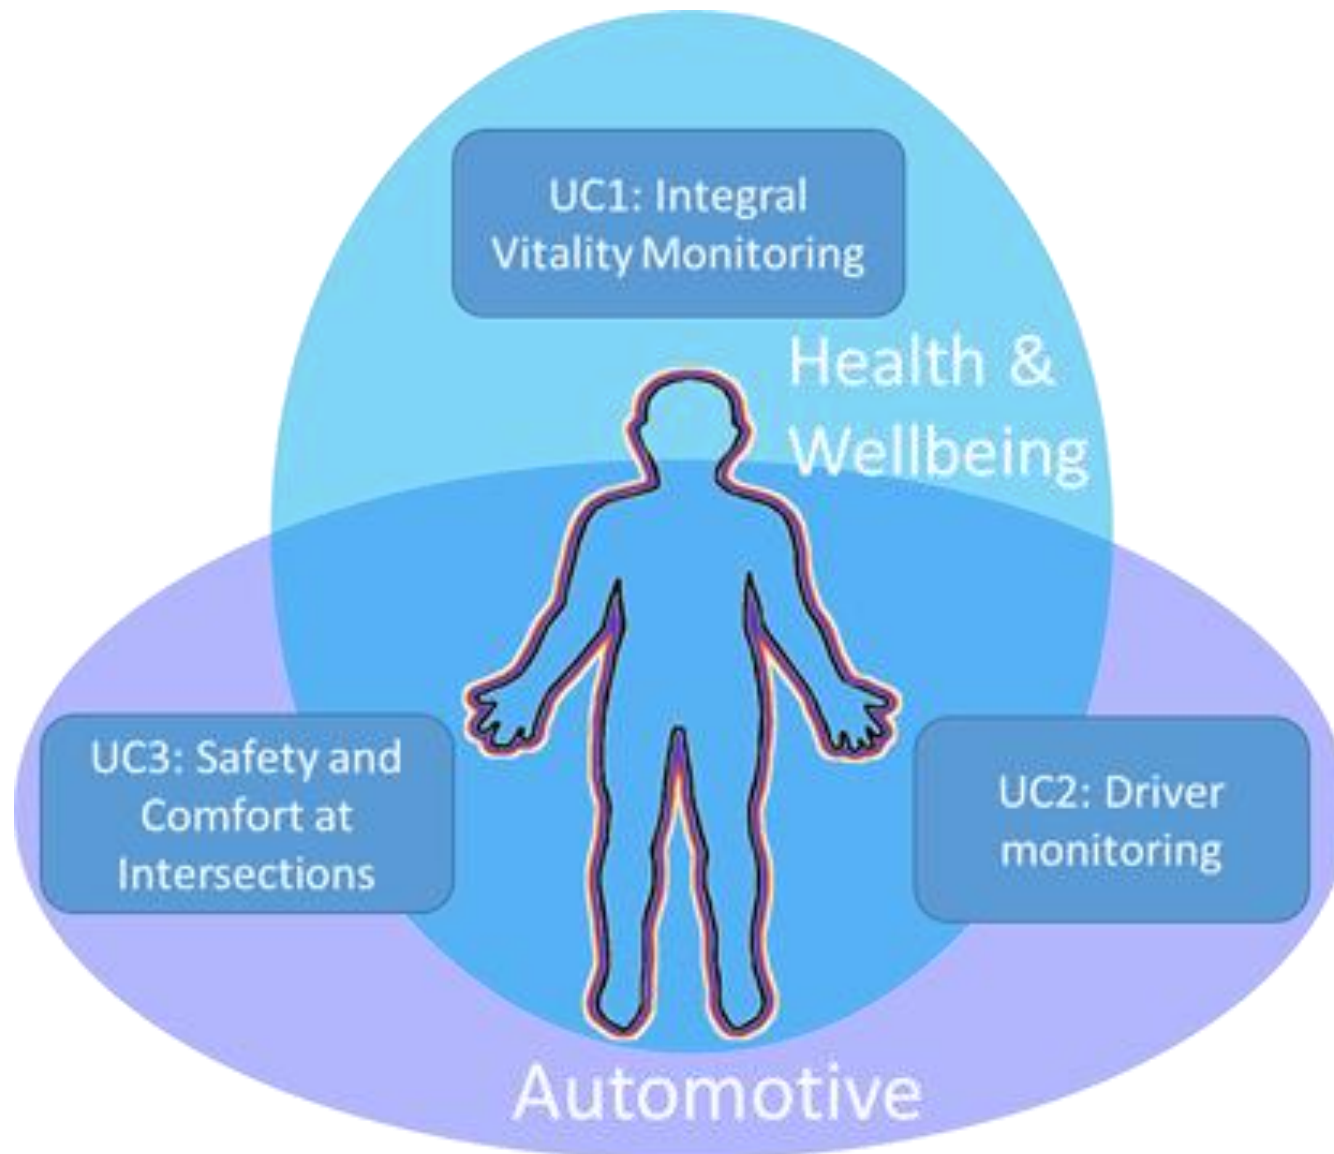 UC1: Integral
Vitality Monitoring
Health &
Wellbeing
UC3: Safety and
Comfort at
Intersections
UC2: Driver
monitoring
Automotive